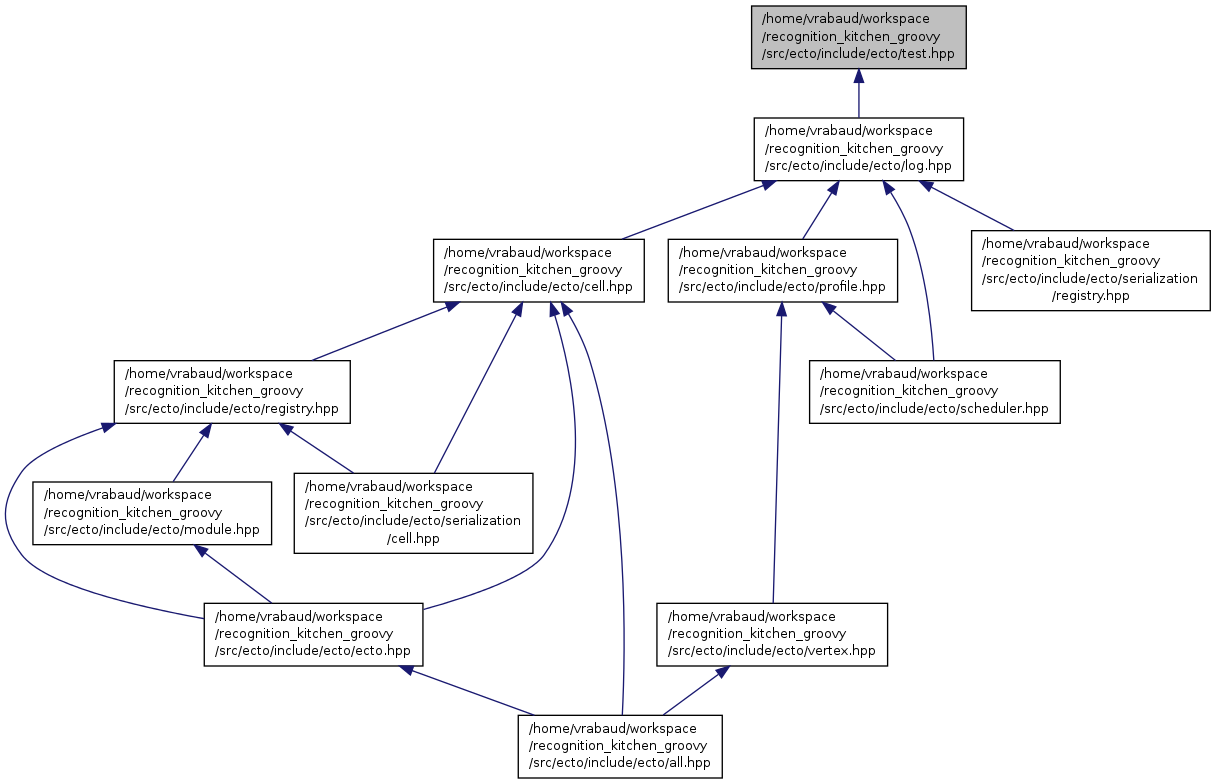 /home/vrabaud/workspace
/recognition_kitchen_groovy
/src/ecto/include/ecto/test.hpp
/home/vrabaud/workspace
/recognition_kitchen_groovy
/src/ecto/include/ecto/log.hpp
/home/vrabaud/workspace
/recognition_kitchen_groovy
/src/ecto/include/ecto/cell.hpp
/home/vrabaud/workspace
/recognition_kitchen_groovy
/src/ecto/include/ecto/profile.hpp
/home/vrabaud/workspace
/recognition_kitchen_groovy
/src/ecto/include/ecto/serialization
/registry.hpp
/home/vrabaud/workspace
/recognition_kitchen_groovy
/src/ecto/include/ecto/registry.hpp
/home/vrabaud/workspace
/recognition_kitchen_groovy
/src/ecto/include/ecto/scheduler.hpp
/home/vrabaud/workspace
/recognition_kitchen_groovy
/src/ecto/include/ecto/module.hpp
/home/vrabaud/workspace
/recognition_kitchen_groovy
/src/ecto/include/ecto/serialization
/cell.hpp
/home/vrabaud/workspace
/recognition_kitchen_groovy
/src/ecto/include/ecto/ecto.hpp
/home/vrabaud/workspace
/recognition_kitchen_groovy
/src/ecto/include/ecto/vertex.hpp
/home/vrabaud/workspace
/recognition_kitchen_groovy
/src/ecto/include/ecto/all.hpp